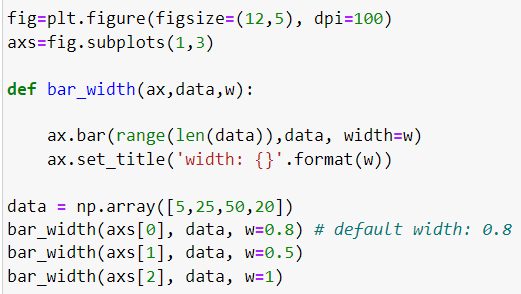 fig=plt.figure(figsize=(12,5), dpi=100)
axs=fig.subplots(1,3)
def bar_width(ax,data,w):
ax.bar(range(len(data)),data, width=w)
ax.set_title('width: {}'.format(w))
data = np.array([5,25,50,20])
bar_width(axs[0], data, w=0.8) # default width: 0.8
bar_width(axs[1], data, w=0.5)
bar_width(axs[2], data, w=1)